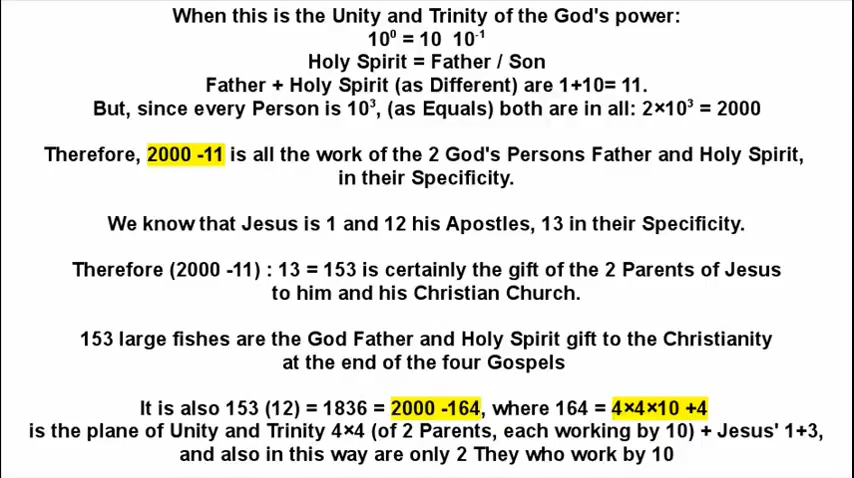 When this is the Unity and Trinity of the God's power:
10⁰ = 10 10⁻¹
Holy Spirit = Father / Son
Father + Holy Spirit (as Different) are 1+10= 11.
But, since every Person is 10³, (as Equals) both are in all: 2×10³ = 2000
Therefore, 2000 -11 is all the work of the 2 God's Persons Father and Holy Spirit,
in their Specificity.
We know that Jesus is 1 and 12 his Apostles, 13 in their Specificity.
Therefore (2000 -11) : 13 = 153 is certainly the gift of the 2 Parents of Jesus
to him and his Christian Church.
153 large fishes are the God Father and Holy Spirit gift to the Christianity
at the end of the four Gospels
It is also 153 (12) = 1836 = 2000 -164, where 164 = 4×4×10 +4
is the plane of Unity and Trinity 4×4 (of 2 Parents, each working by 10) + Jesus' 1+3,
and also in this way are only 2 They who work by 10